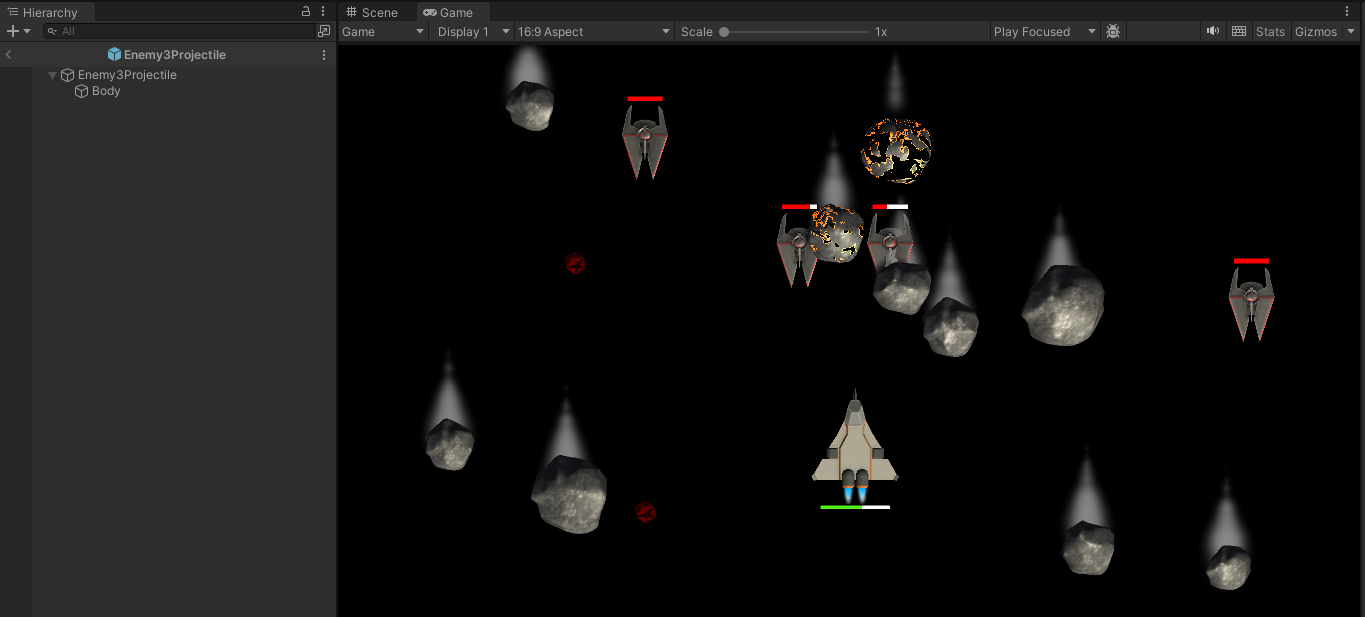 Hierarchy
All
Enemy3Projectile
Enemy3Projectile
Body
Scene Game
Game Display 1 16:9 Aspect Scale 1x Play Focused Stats Gizmos